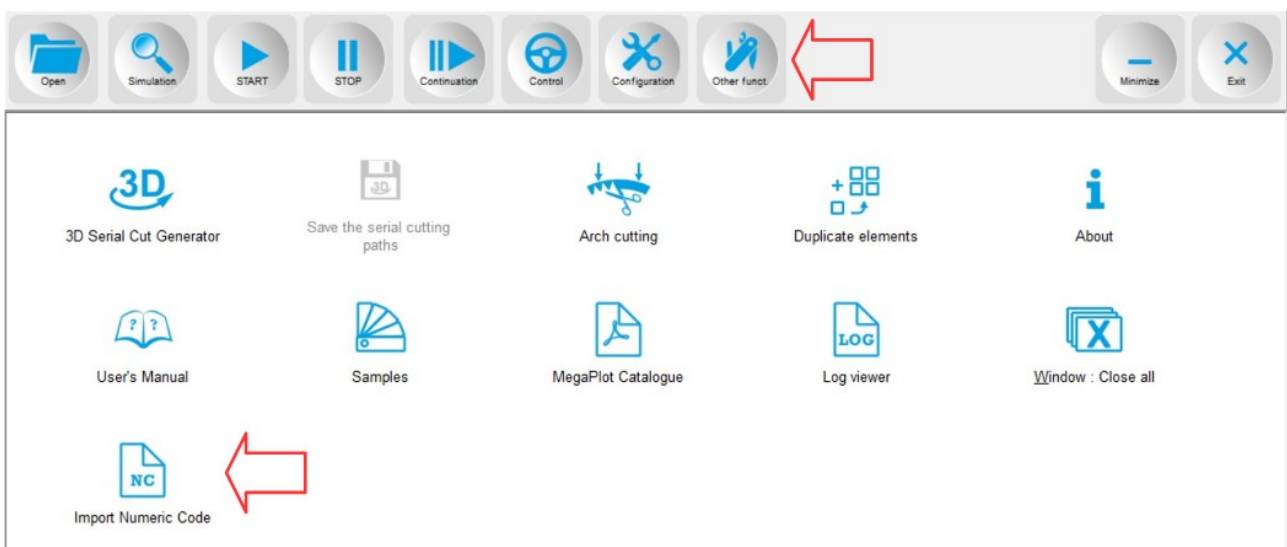 Open
Simulation
START
STOP
Continuation
Control
Configuration
Other funct.
Minimize
Exit
3D
3D Serial Cut Generator
3D
Save the serial cutting
paths
Arch cutting
Duplicate elements
i
About
? ?
User's Manual
Samples
MegaPlot Catalogue
LOG
Log viewer
X
Window : Close all
NC
Import Numeric Code